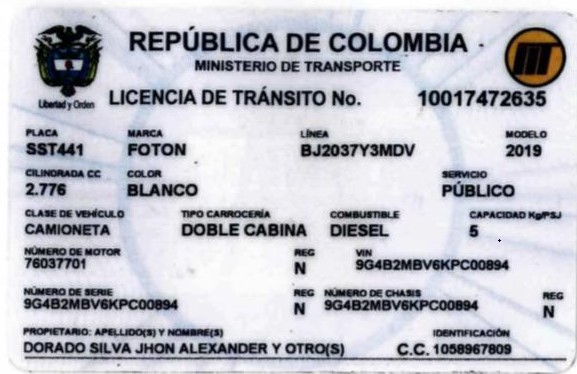 REPÚBLICA DE COLOMBIA
MINISTERIO DE TRANSPORTE
Libertad y Orden
LICENCIA DE TRÁNSITO No. 10017472635
PLACA MARCA LÍNEA MODELO
SST441 FOTON BJ2037Y3MDV 2019
CILINDRADA CC COLOR SERVICIO
2.776 BLANCO PÚBLICO
CLASE DE VEHÍCULO TIPO CARROCERÍA COMBUSTIBLE CAPACIDAD Kg/PSJ
CAMIONETA DOBLE CABINA DIESEL 5
NÚMERO DE MOTOR REG VIN
76037701 N 9G4B2MBV6KPC00894
NÚMERO DE SERIE REG NÚMERO DE CHASIS REG
9G4B2MBV6KPC00894 N 9G4B2MBV6KPC00894 N
PROPIETARIO: APELLIDO(S) Y NOMBRE(S) IDENTIFICACIÓN
DORADO SILVA JHON ALEXANDER Y OTRO(S) C.C. 1058967809